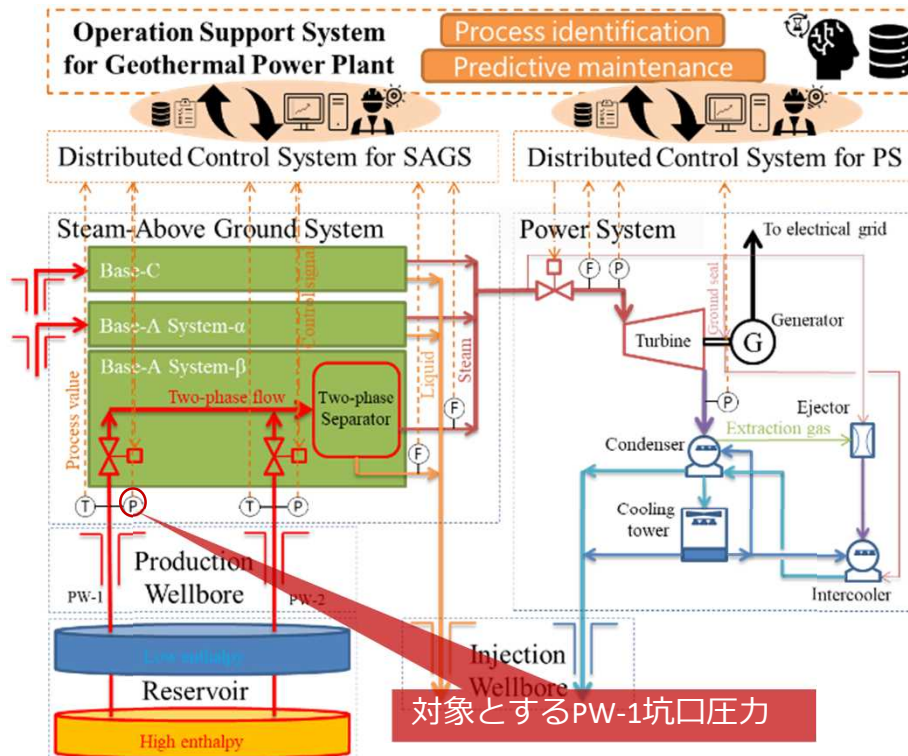 Operation Support System
for Geothermal Power Plant
Process identification
Predictive maintenance
Distributed Control System for SAGS
Distributed Control System for PS
Steam-Above Ground System
Base-C
Base-A System-α
Base-A System-β
Two-phase flow
Two-phase
Separator
Process value
Control signal
Liquid
Steam
F
F
T
P
T
P
Power System
To electrical grid
F
P
Turbine
Ground seal
Generator
G
P
Ejector
Extraction gas
Condenser
Cooling
tower
Intercooler
Production
Wellbore
PW-1
PW-2
Low enthalpy
Reservoir
High enthalpy
Injection
Wellbore
対象とするPW-1坑口圧力